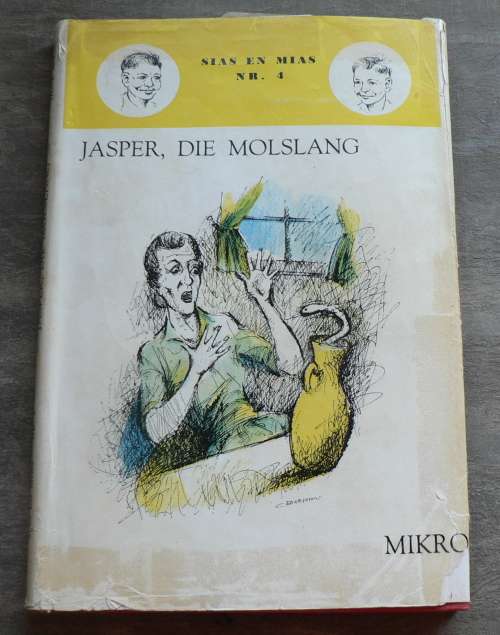 SIAS EN MIAS
NR. 4
JASPER, DIE MOLSLANG
MIKRO